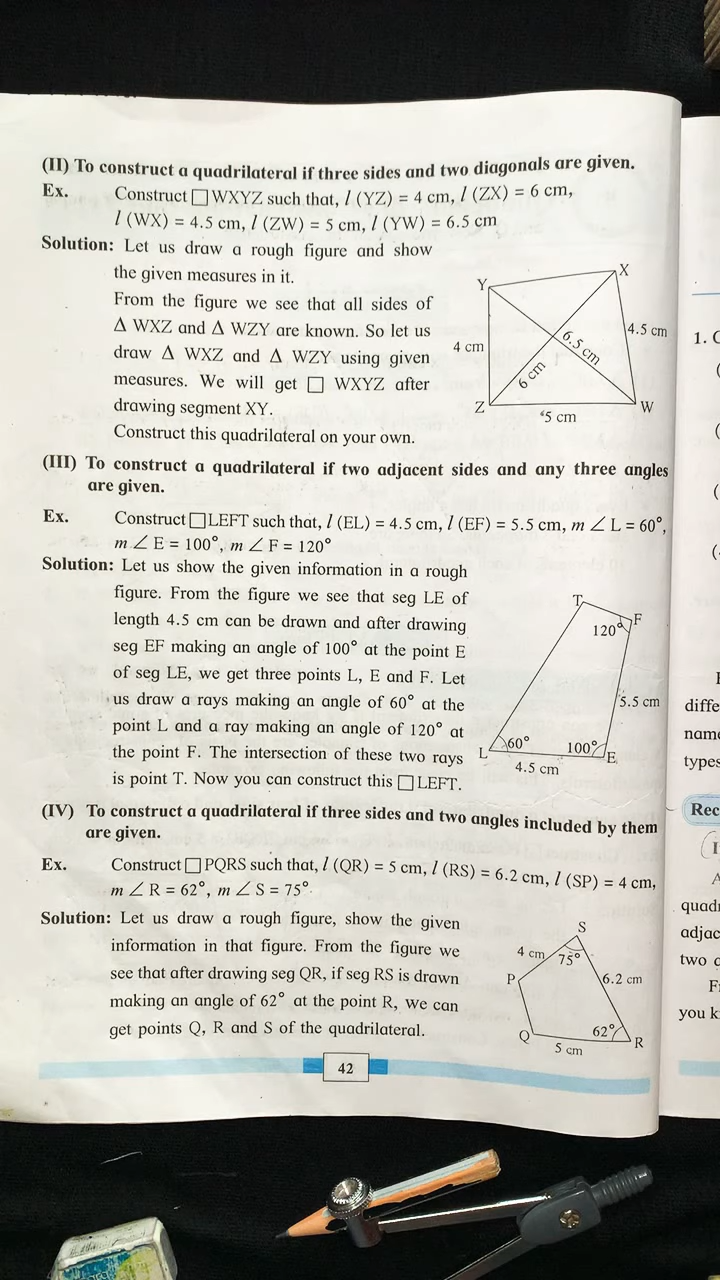 (II) To construct a quadrilateral if three sides and two diagonals are given.
Ex. Construct □ WXYZ such that, l (YZ) = 4 cm, l (ZX) = 6 cm,
l (WX) = 4.5 cm, l (ZW) = 5 cm, l (YW) = 6.5 cm
Solution: Let us draw a rough figure and show
the given measures in it.
From the figure we see that all sides of
Δ WXZ and Δ WZY are known. So let us
draw Δ WXZ and Δ WZY using given
measures. We will get □ WXYZ after
drawing segment XY.
Construct this quadrilateral on your own.
Y
X
4 cm
6 cm
6.5 cm
4.5 cm
Z
5 cm
W
(III) To construct a quadrilateral if two adjacent sides and any three angles
are given.
Ex. Construct □ LEFT such that, l (EL) = 4.5 cm, l (EF) = 5.5 cm, m ∠ L = 60°,
m ∠ E = 100°, m ∠ F = 120°
Solution: Let us show the given information in a rough
figure. From the figure we see that seg LE of
length 4.5 cm can be drawn and after drawing
seg EF making an angle of 100° at the point E
of seg LE, we get three points L, E and F. Let
us draw a rays making an angle of 60° at the
point L and a ray making an angle of 120° at
the point F. The intersection of these two rays
is point T. Now you can construct this □ LEFT.
T
F
120°
5.5 cm
60°
100°
L
E
4.5 cm
(IV) To construct a quadrilateral if three sides and two angles included by them
are given.
Ex. Construct □ PQRS such that, l (QR) = 5 cm, l (RS) = 6.2 cm, l (SP) = 4 cm,
m ∠ R = 62°, m ∠ S = 75°.
Solution: Let us draw a rough figure, show the given
information in that figure. From the figure we
see that after drawing seg QR, if seg RS is drawn
making an angle of 62° at the point R, we can
get points Q, R and S of the quadrilateral.
S
4 cm
75°
P
6.2 cm
Q
62°
R
5 cm
42
1. C
diffe
name
types
Rec
quadr
adjac
two
you k